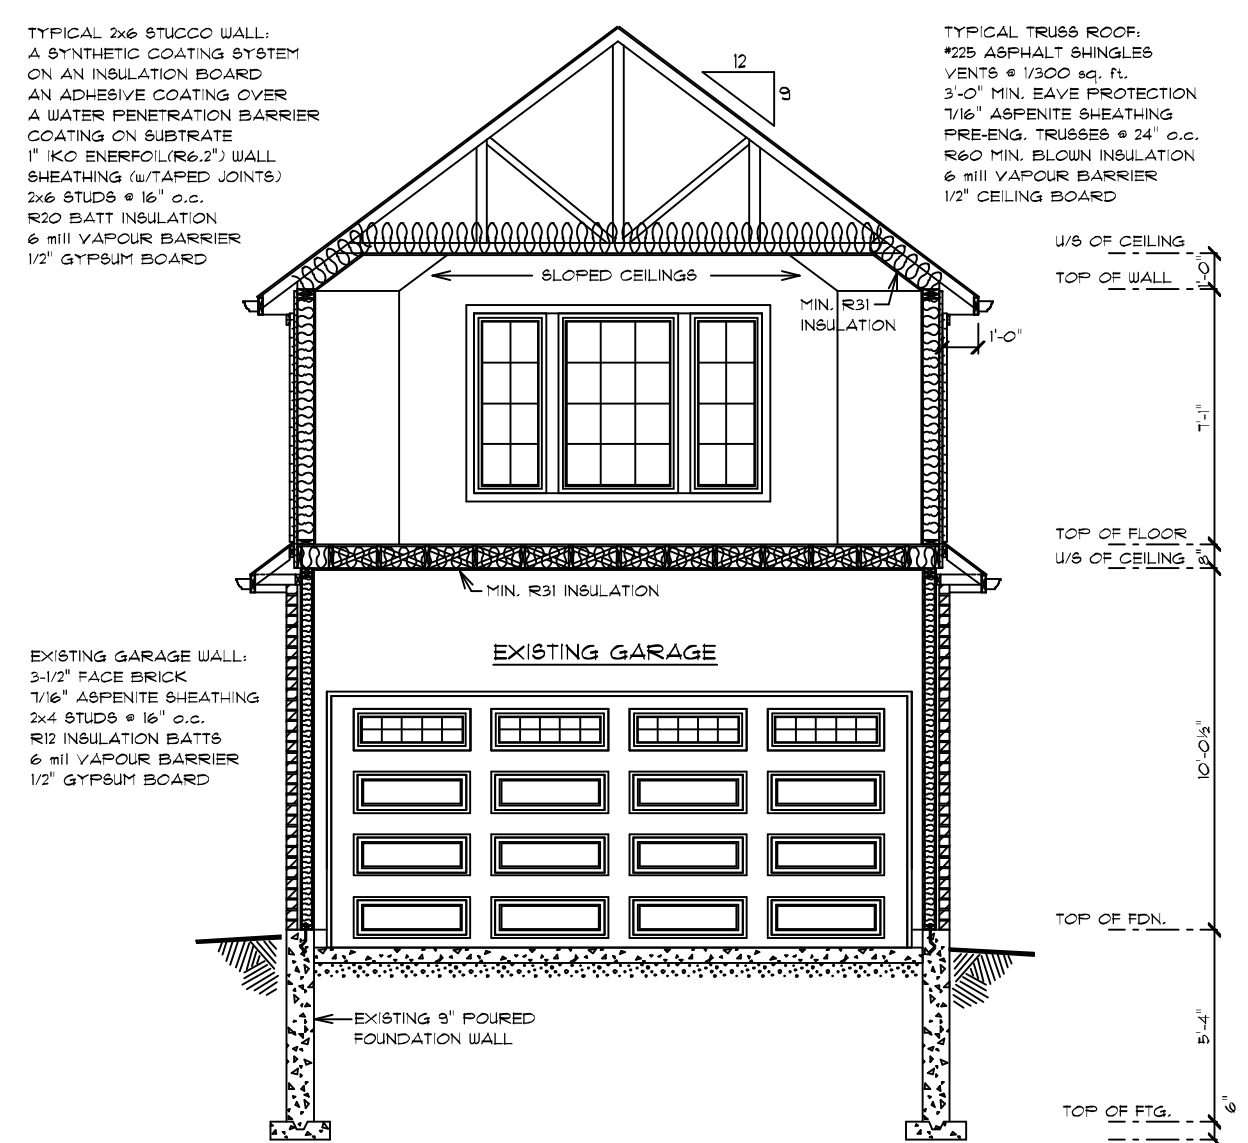 TYPICAL 2x6 STUCCO WALL:
A SYNTHETIC COATING SYSTEM
ON AN INSULATION BOARD
AN ADHESIVE COATING OVER
A WATER PENETRATION BARRIER
COATING ON SUBTRATE
1" IKO ENERFOIL(R6.2") WALL
SHEATHING (w/TAPED JOINTS)
2x6 STUDS @ 16" o.c.
R20 BATT INSULATION
6 mill VAPOUR BARRIER
1/2" GYPSUM BOARD
12
9
TYPICAL TRUSS ROOF:
#225 ASPHALT SHINGLES
VENTS @ 1/300 sq. ft.
3'-0" MIN. EAVE PROTECTION
7/16" ASPENITE SHEATHING
PRE-ENG. TRUSSES @ 24" o.c.
R60 MIN. BLOWN INSULATION
6 mill VAPOUR BARRIER
1/2" CEILING BOARD
U/S OF CEILING
1'-0"
TOP OF WALL
SLOPED CEILINGS
MIN. R31
INSULATION
1'-0"
7'-1"
TOP OF FLOOR
U/S OF CEILING
8"
MIN. R31 INSULATION
EXISTING GARAGE
EXISTING GARAGE WALL:
3-1/2" FACE BRICK
7/16" ASPENITE SHEATHING
2x4 STUDS @ 16" o.c.
R12 INSULATION BATTS
6 mil VAPOUR BARRIER
1/2" GYPSUM BOARD
10'-0½"
TOP OF FDN.
EXISTING 9" POURED
FOUNDATION WALL
5'-4"
TOP OF FTG.
6"